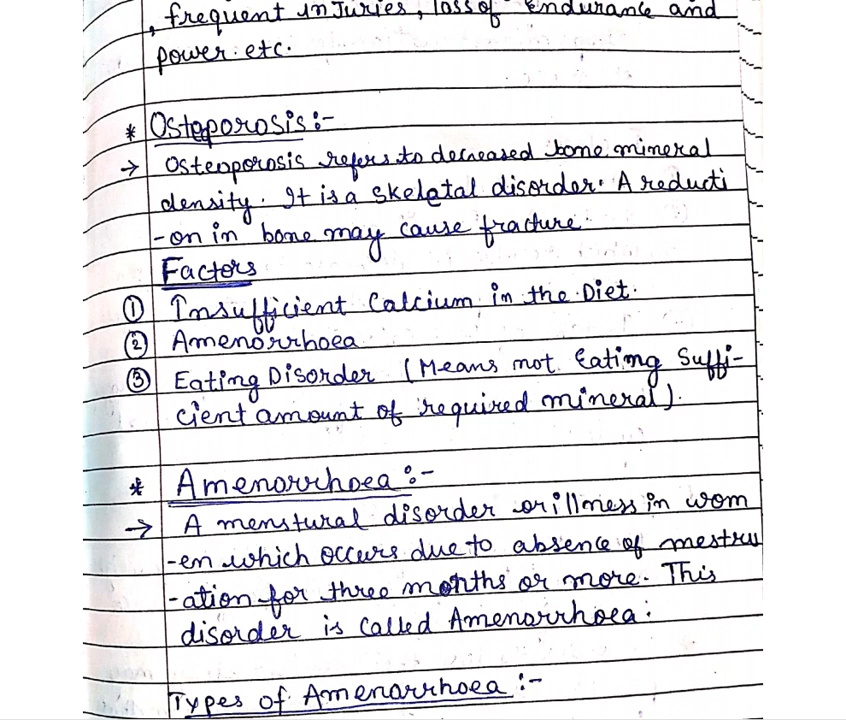 , frequent inJuries, loss of Endurance and
power etc.
* Osteoporosis :-
→ Osteoporosis refers to decreased bone mineral
density. It is a skeletal disorder. A reducti
-on in bone may cause fracture.
Factors
① Insufficient Calcium in the Diet.
② Amenorrhoea
③ Eating Disorder (Means not Eating Suffi-
cient amount of required mineral).
* Amenorrhoea :-
→ A menstural disorder or illness in wom
-en which occurs due to absence of mestru
-ation for three months or more. This
disorder is called Amenorrhoea.
Types of Amenorrhoea :-